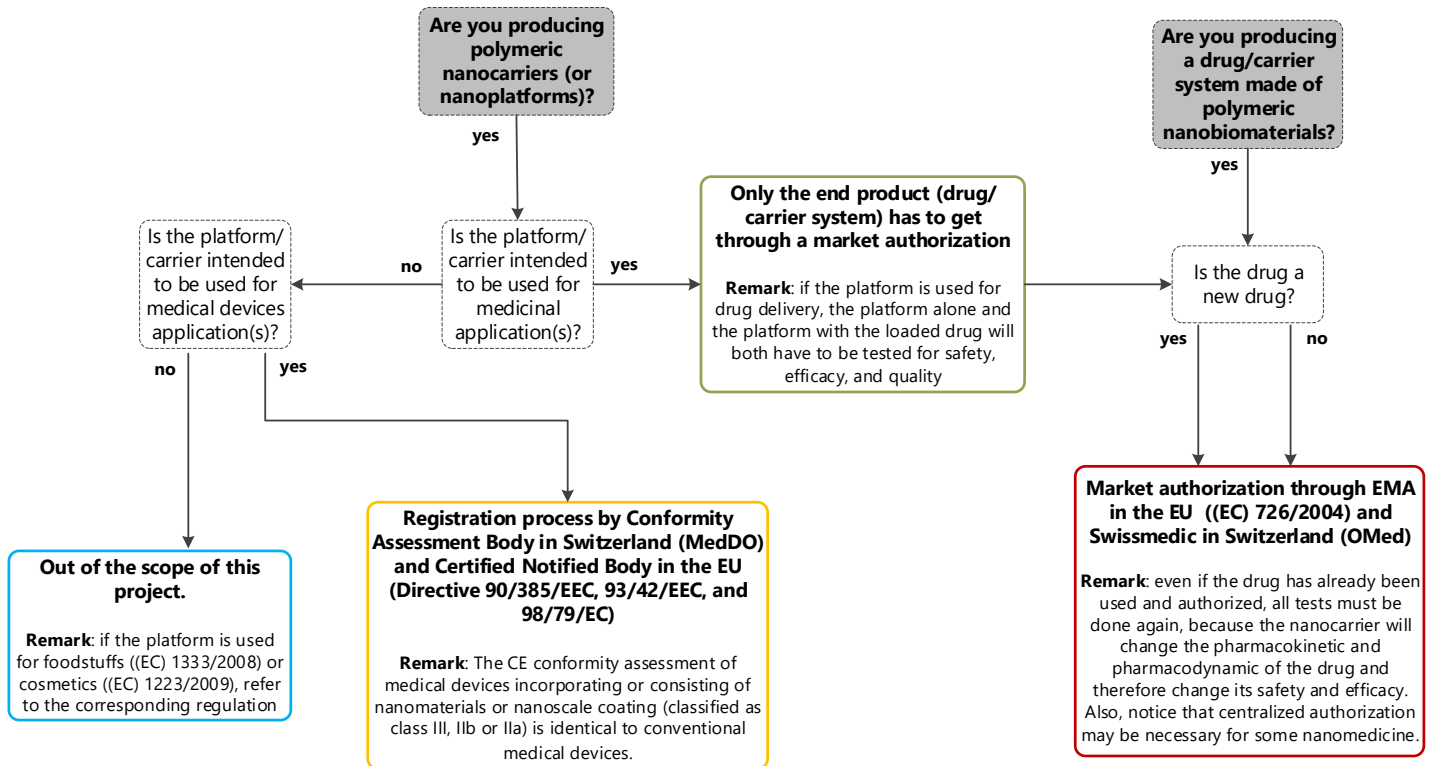 Are you producing
polymeric
nanocarriers (or
nanoplatforms)?
yes
Are you producing
a drug/carrier
system made of
polymeric
nanobiomaterials?
yes
Is the platform/
carrier intended
to be used for
medical devices
application(s)?
no
Is the platform/
carrier intended
to be used for
medicinal
application(s)?
yes
Only the end product (drug/
carrier system) has to get
through a market authorization
Remark: if the platform is used for
drug delivery, the platform alone and
the platform with the loaded drug will
both have to be tested for safety,
efficacy, and quality
Is the drug a
new drug?
no
yes
yes
no
Out of the scope of this
project.
Remark: if the platform is used
for foodstuffs ((EC) 1333/2008) or
cosmetics ((EC) 1223/2009), refer
to the corresponding regulation
Registration process by Conformity
Assessment Body in Switzerland (MedDO)
and Certified Notified Body in the EU
(Directive 90/385/EEC, 93/42/EEC, and
98/79/EC)
Remark: The CE conformity assessment of
medical devices incorporating or consisting of
nanomaterials or nanoscale coating (classified as
class III, IIb or IIa) is identical to conventional
medical devices.
Market authorization through EMA
in the EU ((EC) 726/2004) and
Swissmedic in Switzerland (OMed)
Remark: even if the drug has already been
used and authorized, all tests must be
done again, because the nanocarrier will
change the pharmacokinetic and
pharmacodynamic of the drug and
therefore change its safety and efficacy.
Also, notice that centralized authorization
may be necessary for some nanomedicine.